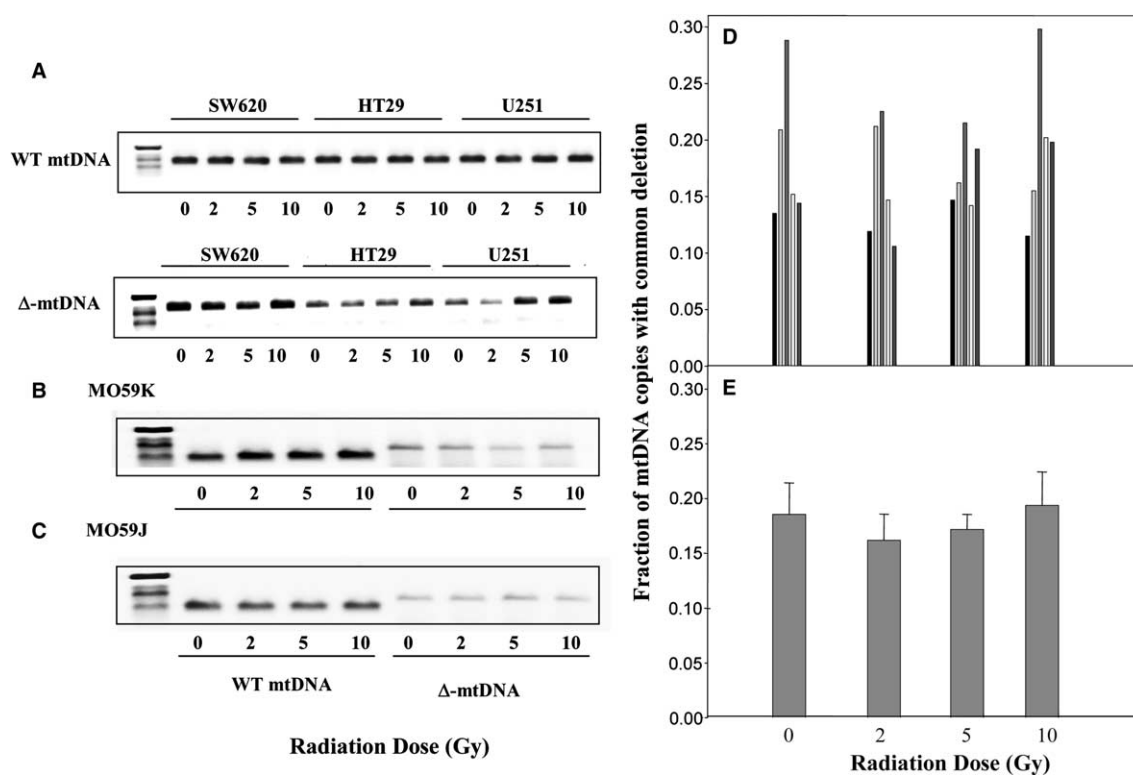 A
SW620 HT29 U251
WT mtDNA
0 2 5 10 0 2 5 10 0 2 5 10
SW620 HT29 U251
Δ-mtDNA
0 2 5 10 0 2 5 10 0 2 5 10
B MO59K
0 2 5 10 0 2 5 10
C MO59J
0 2 5 10 0 2 5 10
WT mtDNA Δ-mtDNA
Radiation Dose (Gy)
Fraction of mtDNA copies with common deletion
D
0.30
0.25
0.20
0.15
0.10
0.05
0.00
E
0.30
0.25
0.20
0.15
0.10
0.05
0.00
0 2 5 10
Radiation Dose (Gy)